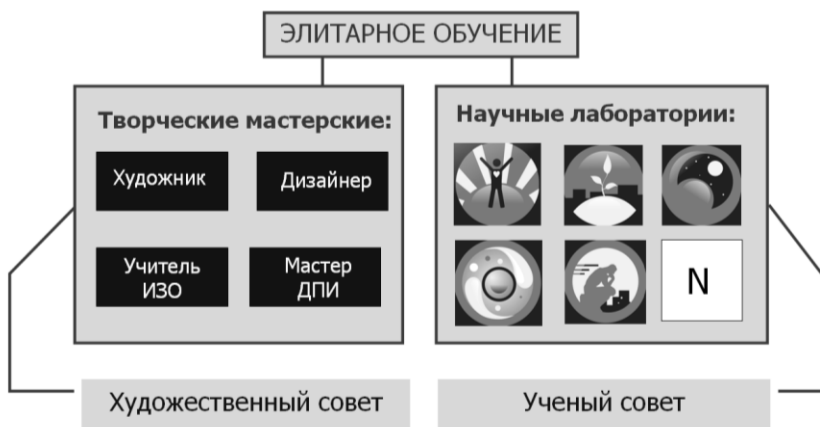 ЭЛИТАРНОЕ ОБУЧЕНИЕ
Творческие мастерские:
Художник
Дизайнер
Учитель
ИЗО
Мастер
ДПИ
Научные лаборатории:
N
Художественный совет
Ученый совет